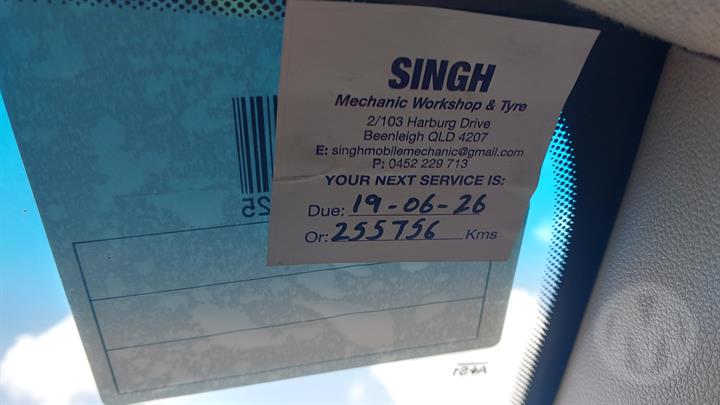 SINGH
Mechanic Workshop & Tyre
2/103 Harburg Drive
Beenleigh QLD 4207
E: singhmobilemechanic@gmail.com
P: 0452 229 713
YOUR NEXT SERVICE IS:
Due: 19-06-26
Or: 255756 Kms